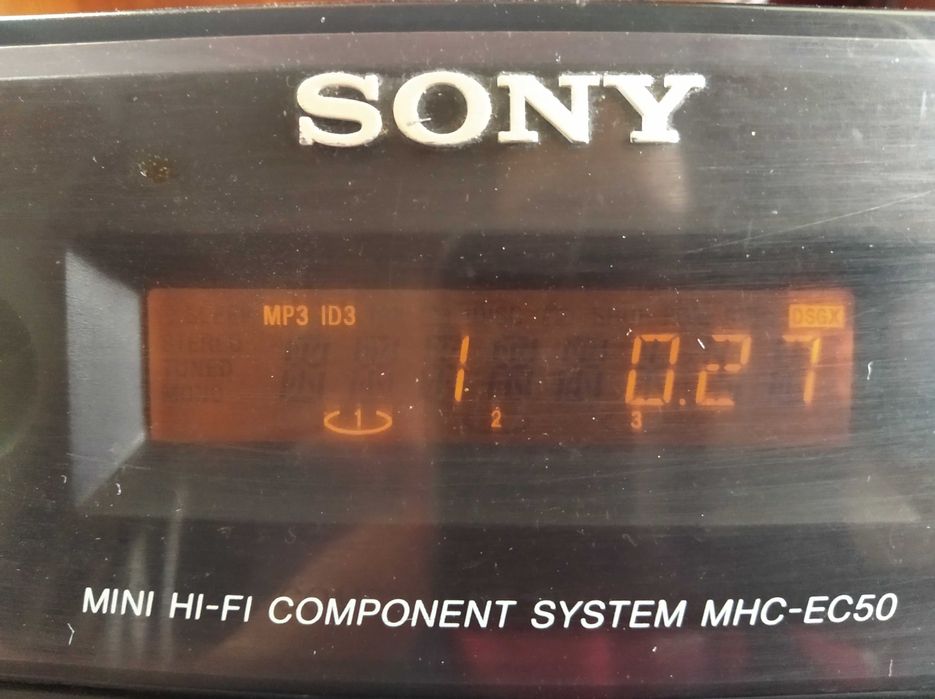 SONY
MP3 ID3 DSGX
1 0.27
1 2 3
MINI HI-FI COMPONENT SYSTEM MHC-EC50